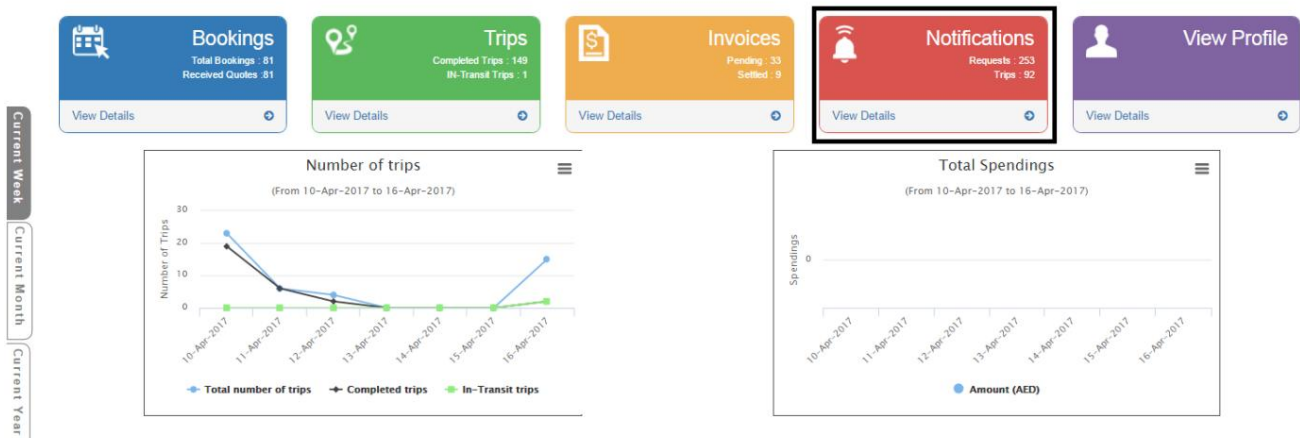 Bookings
Total Bookings : 81
Received Quotes :81
View Details
Trips
Completed Trips : 149
IN-Transit Trips : 1
View Details
Invoices
Pending : 33
Settled : 9
View Details
Notifications
Requests : 253
Trips : 92
View Details
View Profile
View Details
Current Week
Current Month
Current Year
Number of trips
(From 10-Apr-2017 to 16-Apr-2017)
Number of Trips
30
20
10
0
10-Apr-2017
11-Apr-2017
12-Apr-2017
13-Apr-2017
14-Apr-2017
15-Apr-2017
16-Apr-2017
Total number of trips
Completed trips
In-Transit trips
Total Spendings
(From 10-Apr-2017 to 16-Apr-2017)
Spendings
0
10-Apr-2017
11-Apr-2017
12-Apr-2017
13-Apr-2017
14-Apr-2017
15-Apr-2017
16-Apr-2017
Amount (AED)